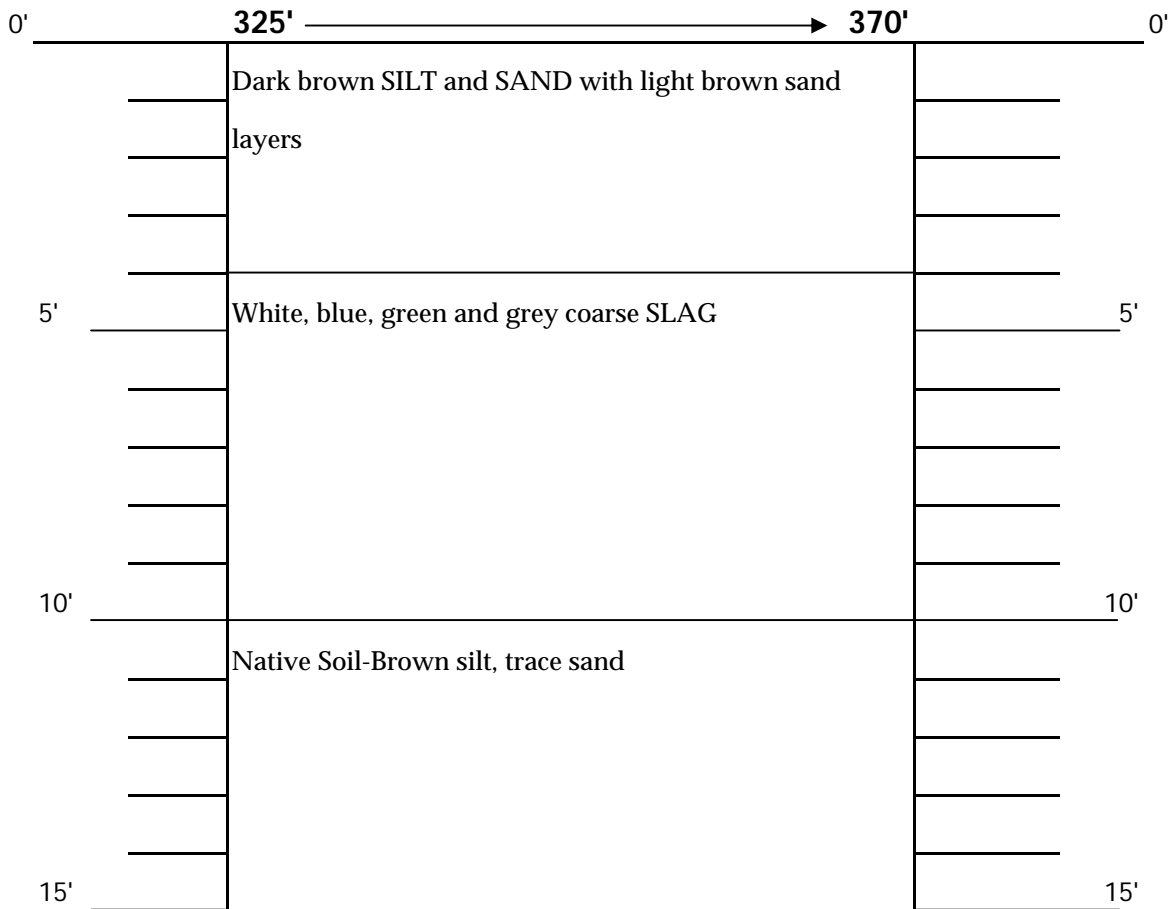 0' 325' 370' 0'
Dark brown SILT and SAND with light brown sand
layers
5' White, blue, green and grey coarse SLAG 5'
10' 10'
Native Soil-Brown silt, trace sand
15' 15'